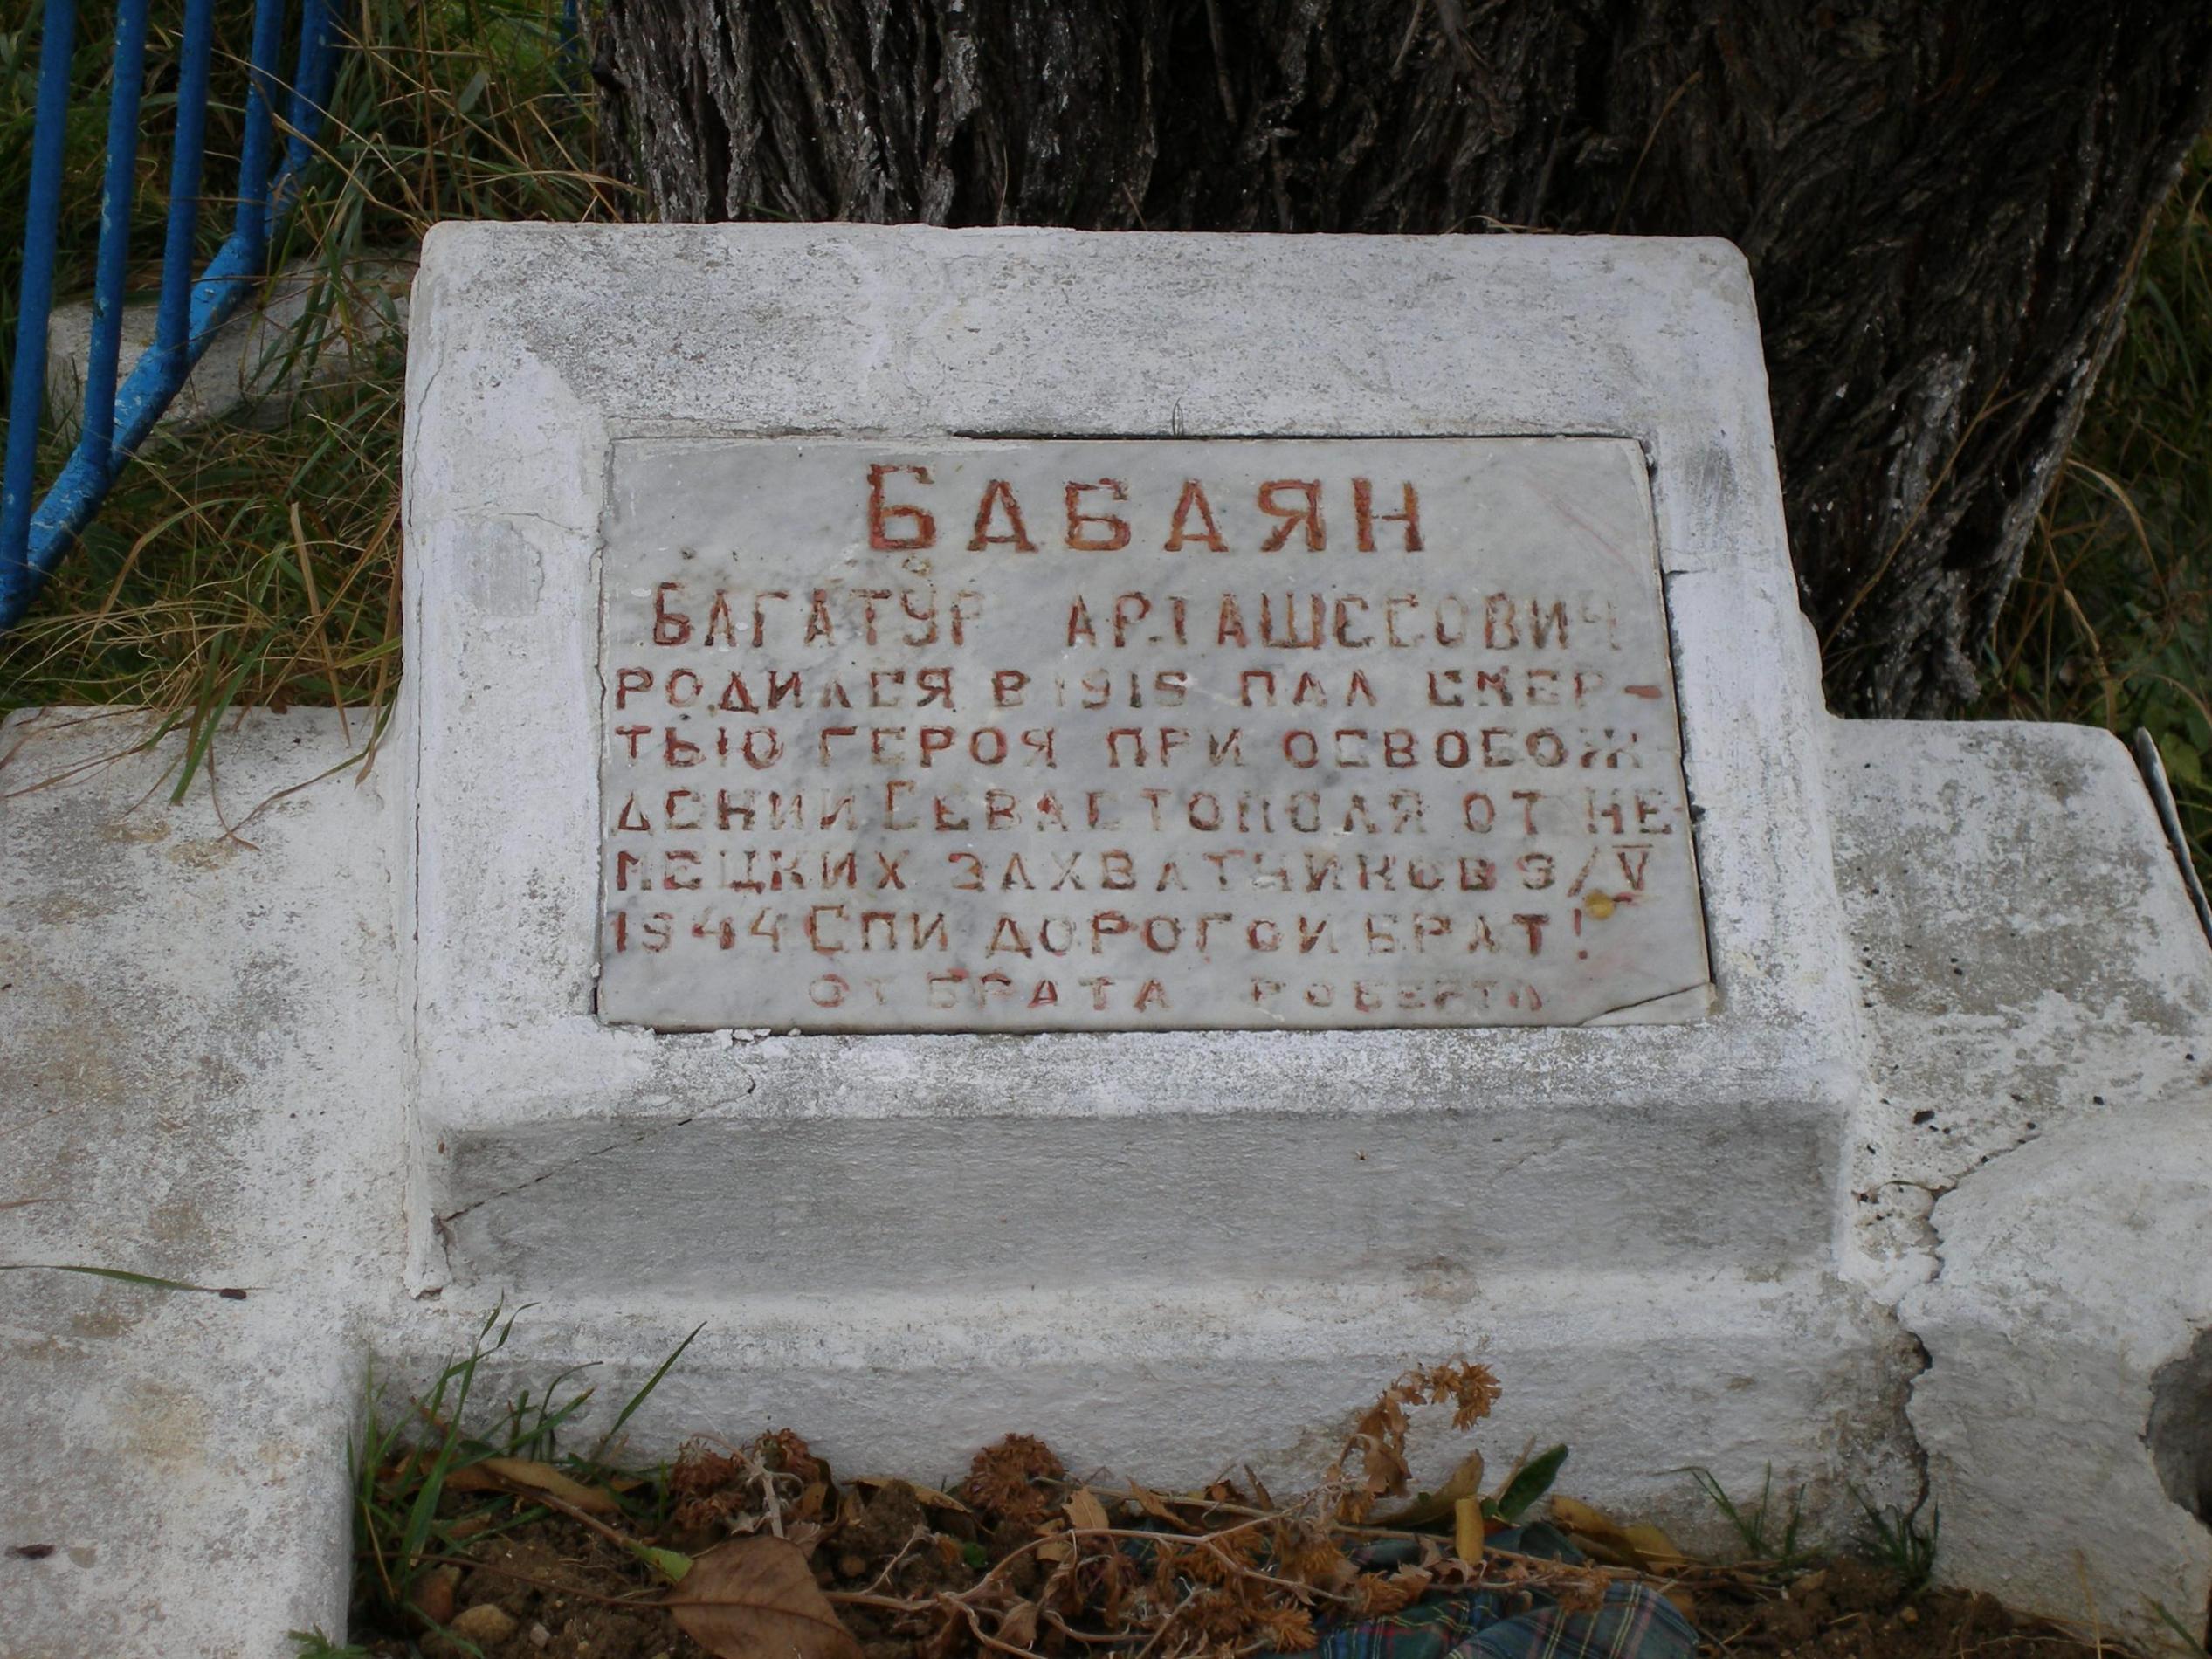 БАБАЯН
БАГАТУР АРТАШЕСОВИЧ
РОДИЛСЯ В 1915 ПАЛ СМЕР-
ТЬЮ ГЕРОЯ ПРИ ОСВОБОЖ-
ДЕНИИ СЕВАСТОПОЛЯ ОТ НЕ-
МЕЦКИХ ЗАХВАТЧИКОВ 9/V
1944 СПИ ДОРОГОЙ БРАТ!
ОТ БРАТА РОБЕРТА